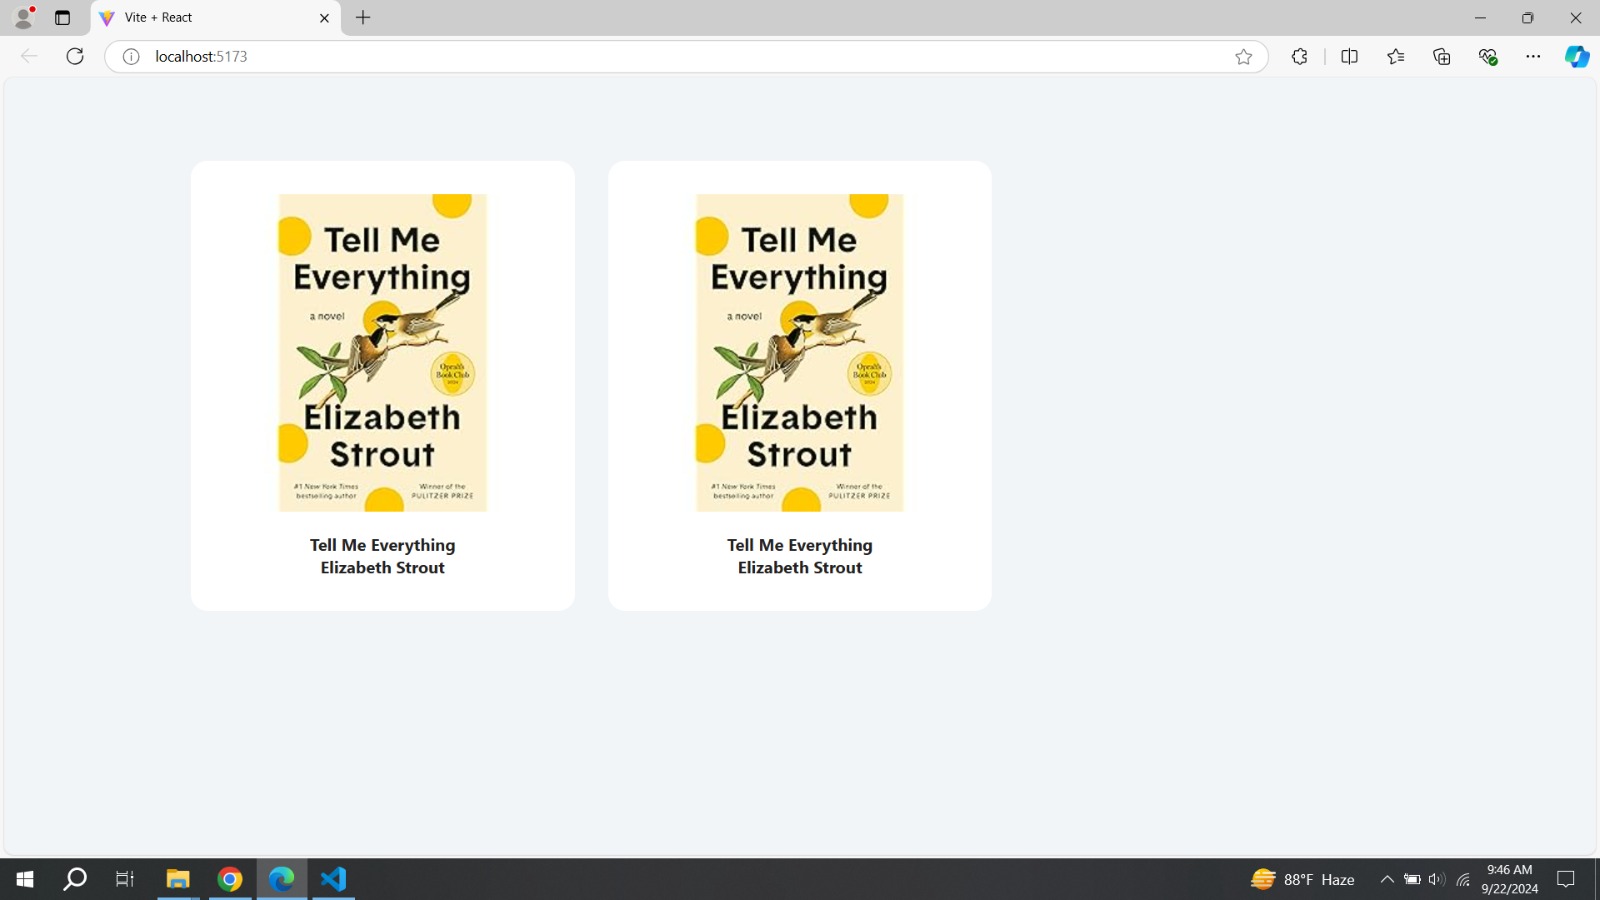 Vite + React
localhost:5173
Tell Me
Everything
a novel
Oprah's
Book Club
2024
Elizabeth
Strout
#1 New York Times
bestselling author
Winner of the
PULITZER PRIZE
Tell Me Everything
Elizabeth Strout
Tell Me
Everything
a novel
Oprah's
Book Club
2024
Elizabeth
Strout
#1 New York Times
bestselling author
Winner of the
PULITZER PRIZE
Tell Me Everything
Elizabeth Strout
88°F Haze
9:46 AM
9/22/2024